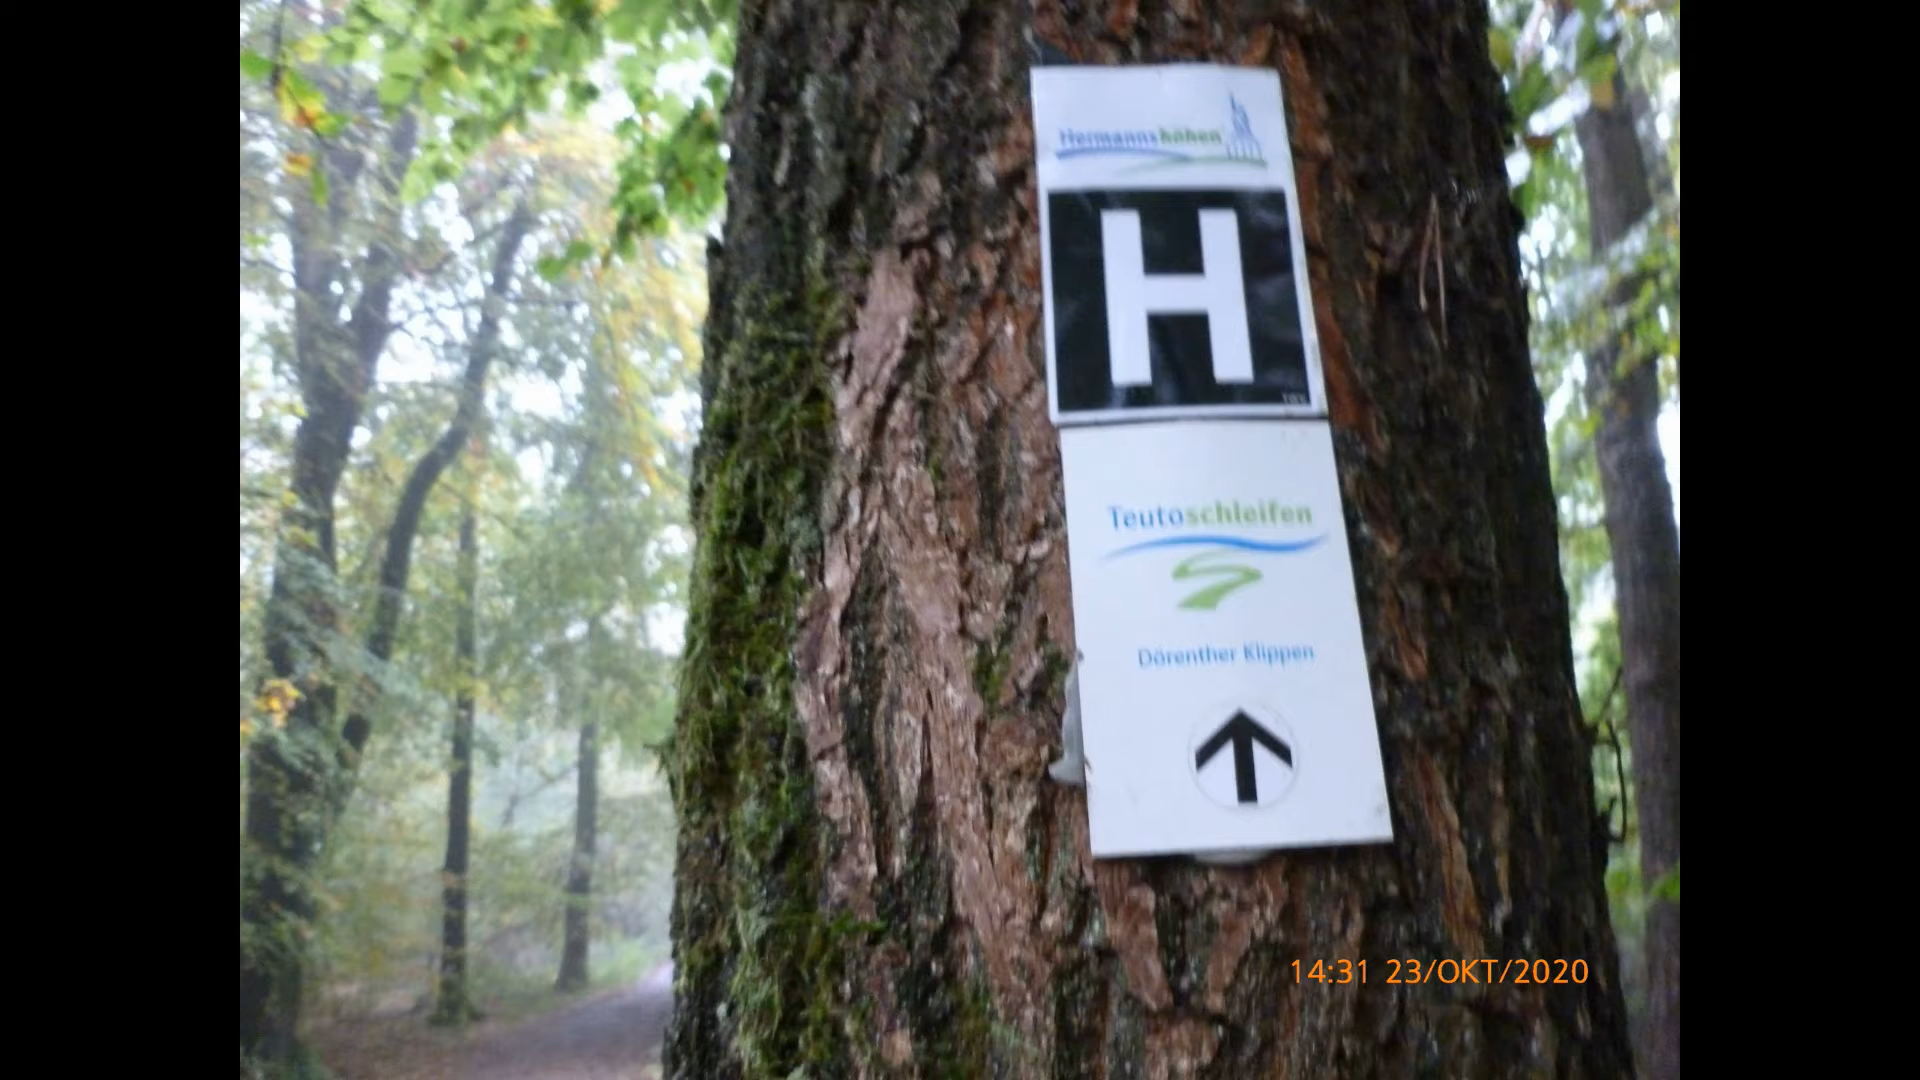 Hermannshöhen
H
Teutoschleifen
Dörenther Klippen
14:31 23/OKT/2020